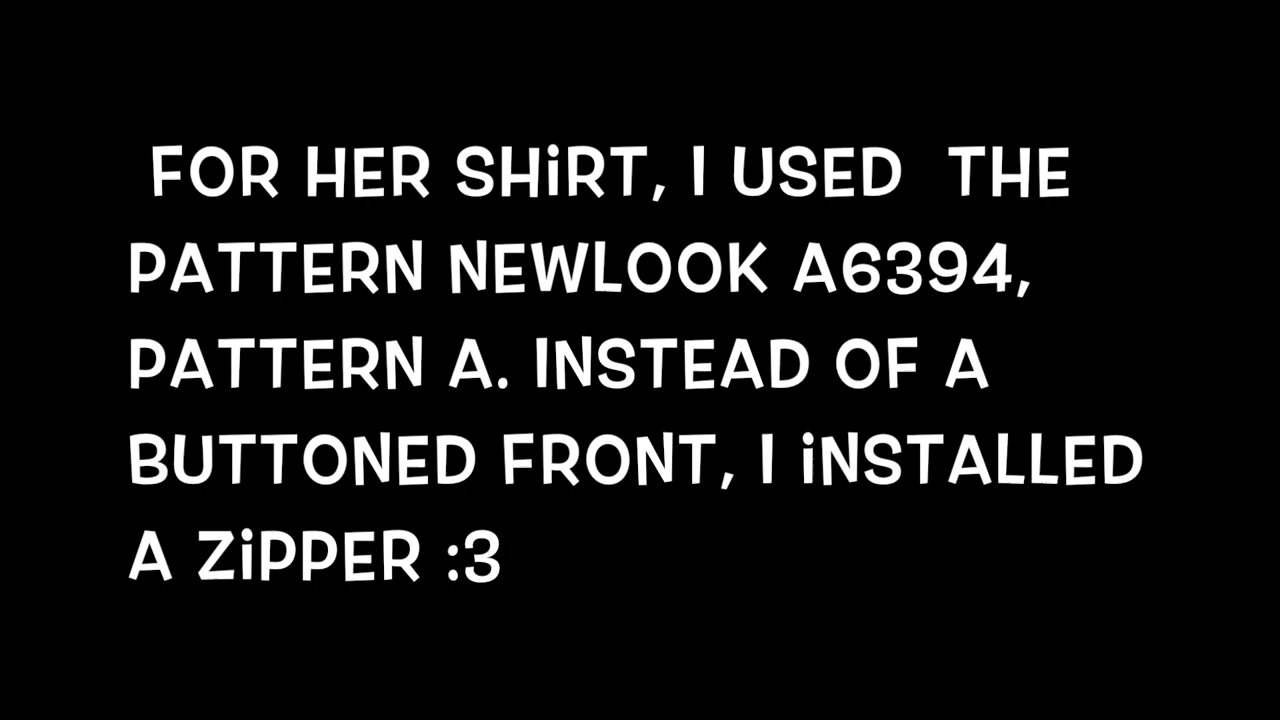 FOR HER SHiRT, I USED THE
PATTERN NEWLOOK A6394,
PATTERN A. INSTEAD OF A
BUTTONED FRONT, I iNSTALLED
A ZiPPER :3